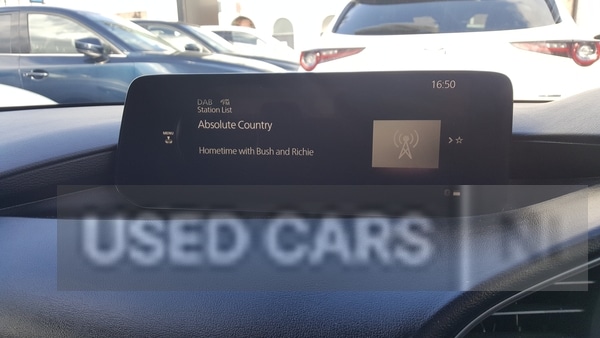 16:50
DAB
Station List
Absolute Country
MENU
Hometime with Bush and Richie
USED CARS